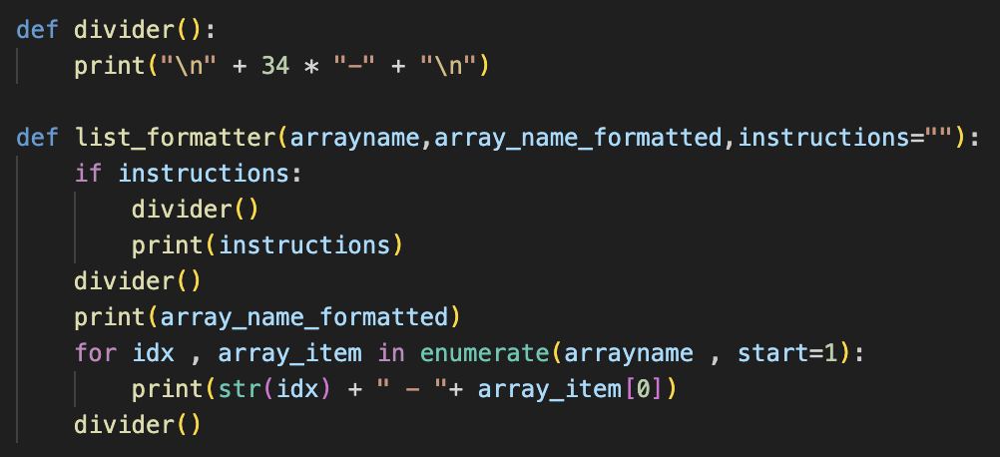 def divider():
    print("\n" + 34 * "-" + "\n")

def list_formatter(arrayname,array_name_formatted,instructions=""):
    if instructions:
        divider()
        print(instructions)
    divider()
    print(array_name_formatted)
    for idx , array_item in enumerate(arrayname , start=1):
        print(str(idx) + " - "+ array_item[0])
    divider()